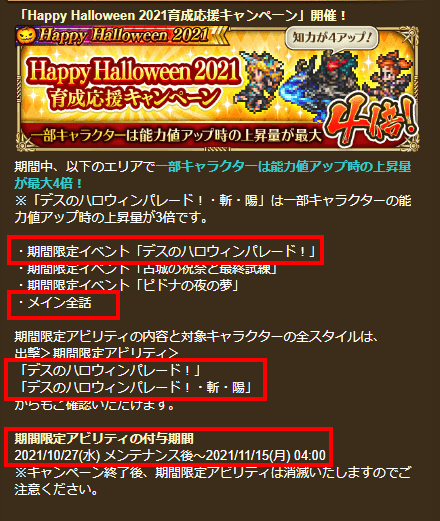 「Happy Halloween 2021育成応援キャンペーン」開催！
Happy Halloween 2021
知力が4アップ!
Happy Halloween 2021
育成応援キャンペーン
一部キャラクターは能力値アップ時の上昇量が最大
4倍!
期間中、以下のエリアで一部キャラクターは能力値アップ時の上昇量
が最大4倍！
※「デスのハロウィンパレード！・斬・陽」は一部キャラクターの能
力値アップ時の上昇量が3倍です。
・期間限定イベント「デスのハロウィンパレード！」
・期間限定イベント「古城の祝祭と最終試練」
・期間限定イベント「ピドナの夜の夢」
・メイン全話
期間限定アビリティの内容と対象キャラクターの全スタイルは、
出撃＞期間限定アビリティ＞
「デスのハロウィンパレード！」
「デスのハロウィンパレード！・斬・陽」
からもご確認いただけます。
期間限定アビリティの付与期間
2021/10/27(水) メンテナンス後～2021/11/15(月) 04:00
※キャンペーン終了後、期間限定アビリティは消滅いたしますのでご
注意ください。